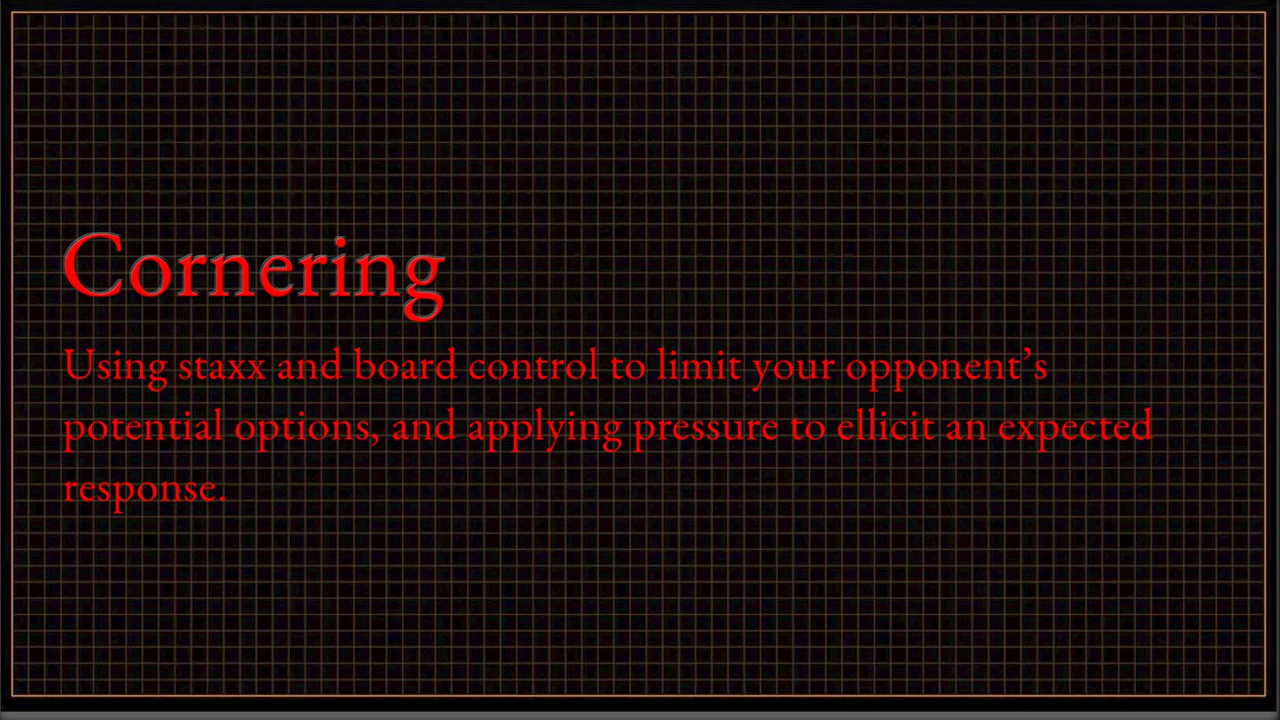 Cornering
Using staxx and board control to limit your opponent’s
potential options, and applying pressure to ellicit an expected
response.